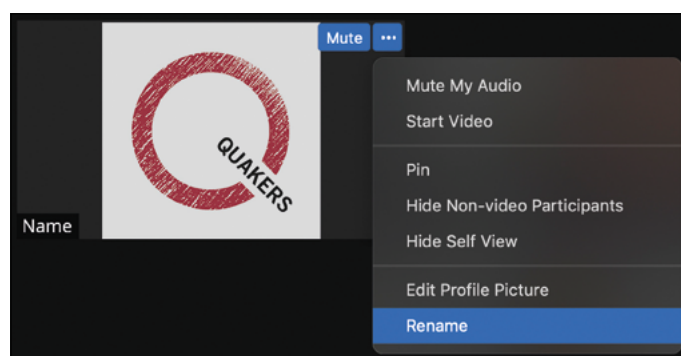 Mute •••
QUAKERS
Name
Mute My Audio
Start Video
Pin
Hide Non-video Participants
Hide Self View
Edit Profile Picture
Rename